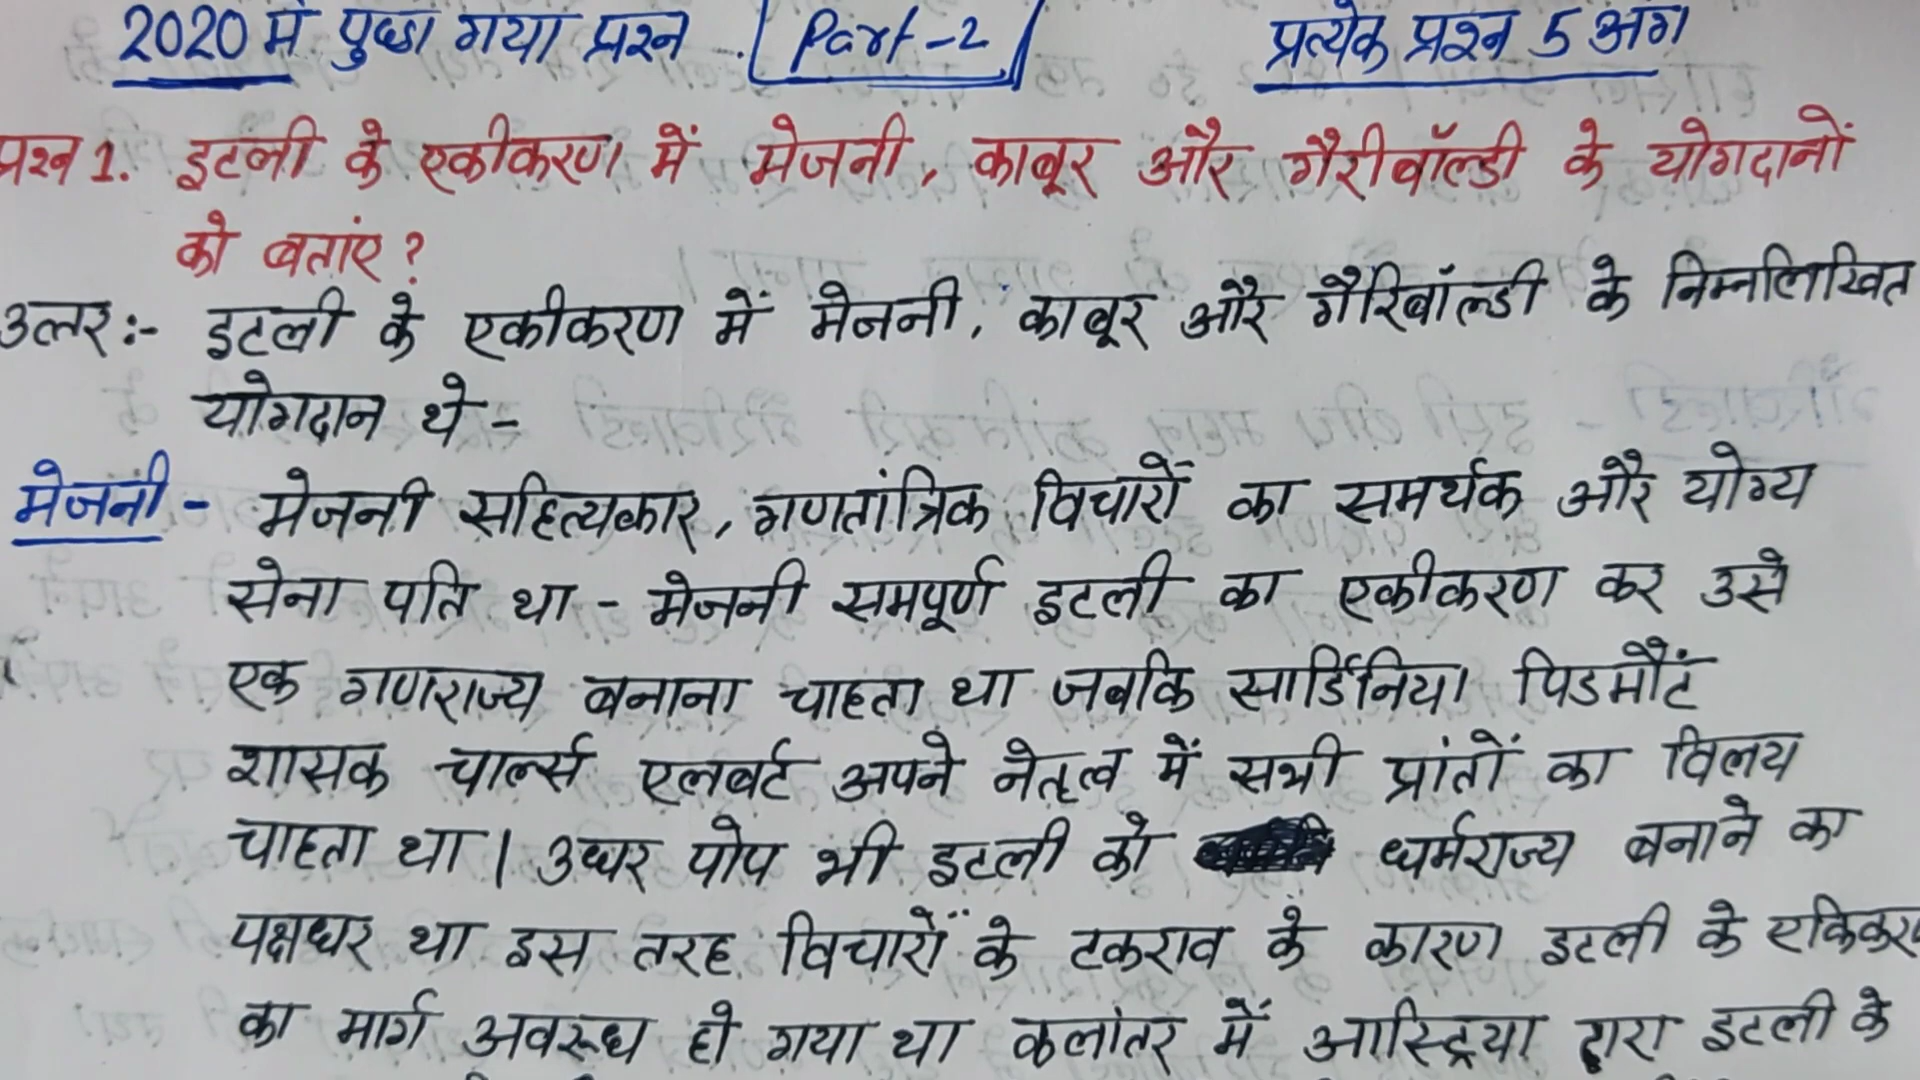 2020 में पुछा गया प्रश्न Part-2 प्रत्येक प्रश्न 5 अंग
प्रश्न 1. इटली के एकीकरण में मेजनी, काबूर और गैरीबॉल्डी के योगदानों
को बताएं ?
उत्तर:- इटली के एकीकरण में मेजनी, काबूर और गैरिबॉल्डी के निम्नलिखित
योगदान थे -
मेजनी - मेजनी सहित्यकार, गणतांत्रिक विचारों का समर्थक और योग्य
सेना पति था - मेजनी समपूर्ण इटली का एकीकरण कर उसे
एक गणराज्य बनाना चाहता था जबकि सार्डिनिया पिडमौंट
शासक चार्ल्स एलबर्ट अपने नेतृत्व में सभी प्रांतों का विलय
चाहता था । उधर पोप भी इटली को धर्मराज्य बनाने का
पक्षधर था इस तरह विचारों के टकराव के कारण इटली के एकिकरण
का मार्ग अवरूध हो गया था कलांतर में आस्ट्रिया द्वारा इटली के